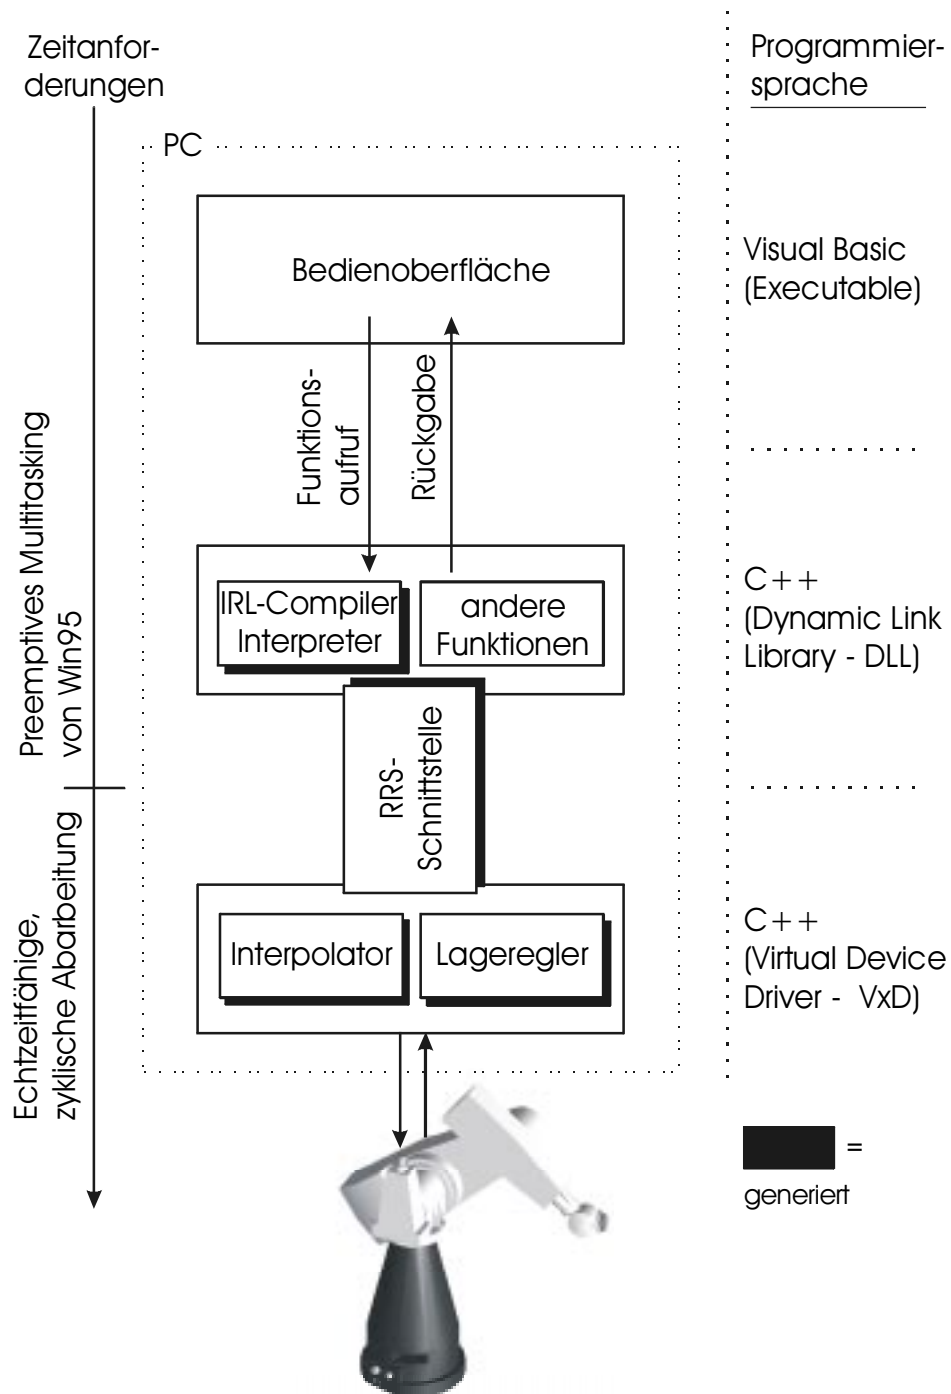 Zeitanfor-
derungen
Programmier-
sprache
PC
Bedienoberfläche
Visual Basic
(Executable)
Funktions-
aufruf
Rückgabe
Preemptives Multitasking
von Win95
IRL-Compiler
Interpreter
andere
Funktionen
C++
(Dynamic Link
Library - DLL)
RRS-
Schnittstelle
Echtzeitfähige,
zyklische Abarbeitung
Interpolator
Lageregler
C++
(Virtual Device
Driver - VxD)
=
generiert